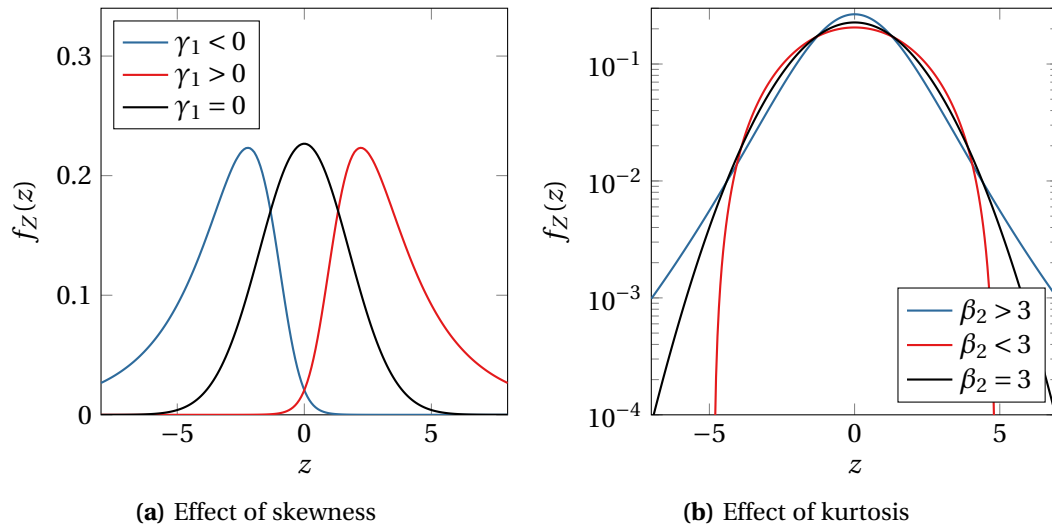 0.3
0.2
0.1
0
−5
0
5
z
f_Z(z)
γ₁ < 0
γ₁ > 0
γ₁ = 0
(a) Effect of skewness
10⁻¹
10⁻²
10⁻³
10⁻⁴
−5
0
5
z
f_Z(z)
β₂ > 3
β₂ < 3
β₂ = 3
(b) Effect of kurtosis